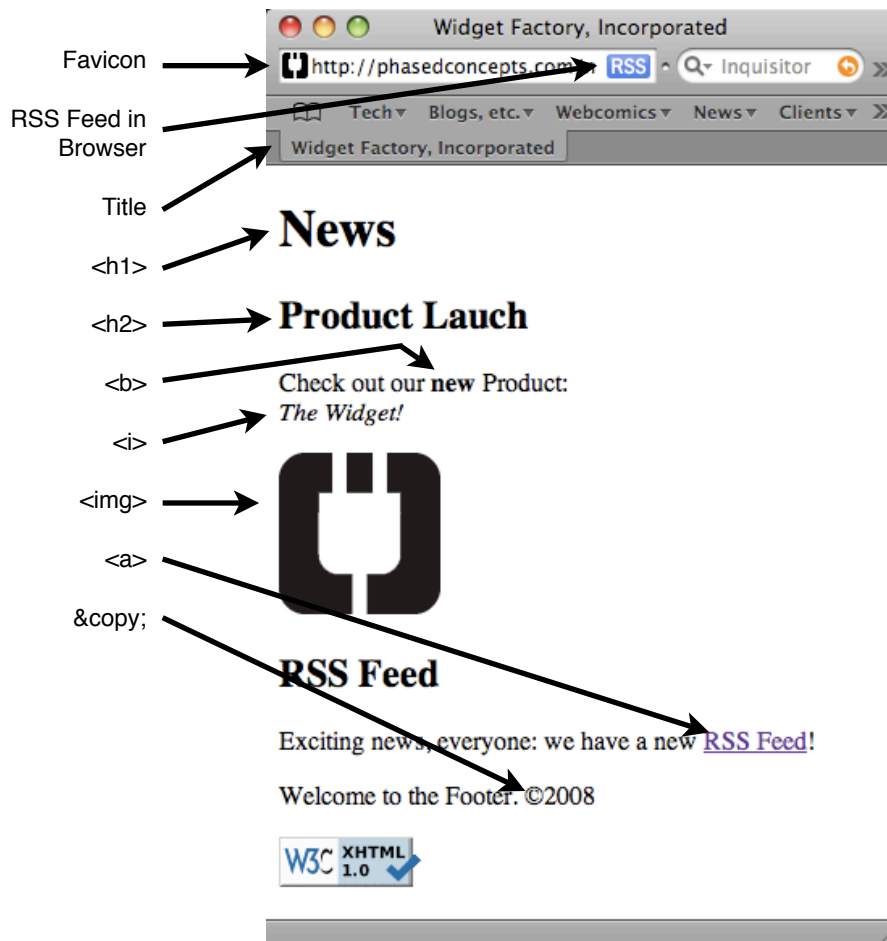 Widget Factory, Incorporated
Favicon
http://phasedconcepts.com
RSS
Inquisitor
RSS Feed in
Browser
Tech
Blogs, etc.
Webcomics
News
Clients
Widget Factory, Incorporated
Title
News
<h1>
<h2>
Product Lauch
<b>
Check out our new Product:
<i>
The Widget!
<img>
<a>
&copy;
RSS Feed
Exciting news, everyone: we have a new RSS Feed!
Welcome to the Footer. ©2008
W3C XHTML
1.0